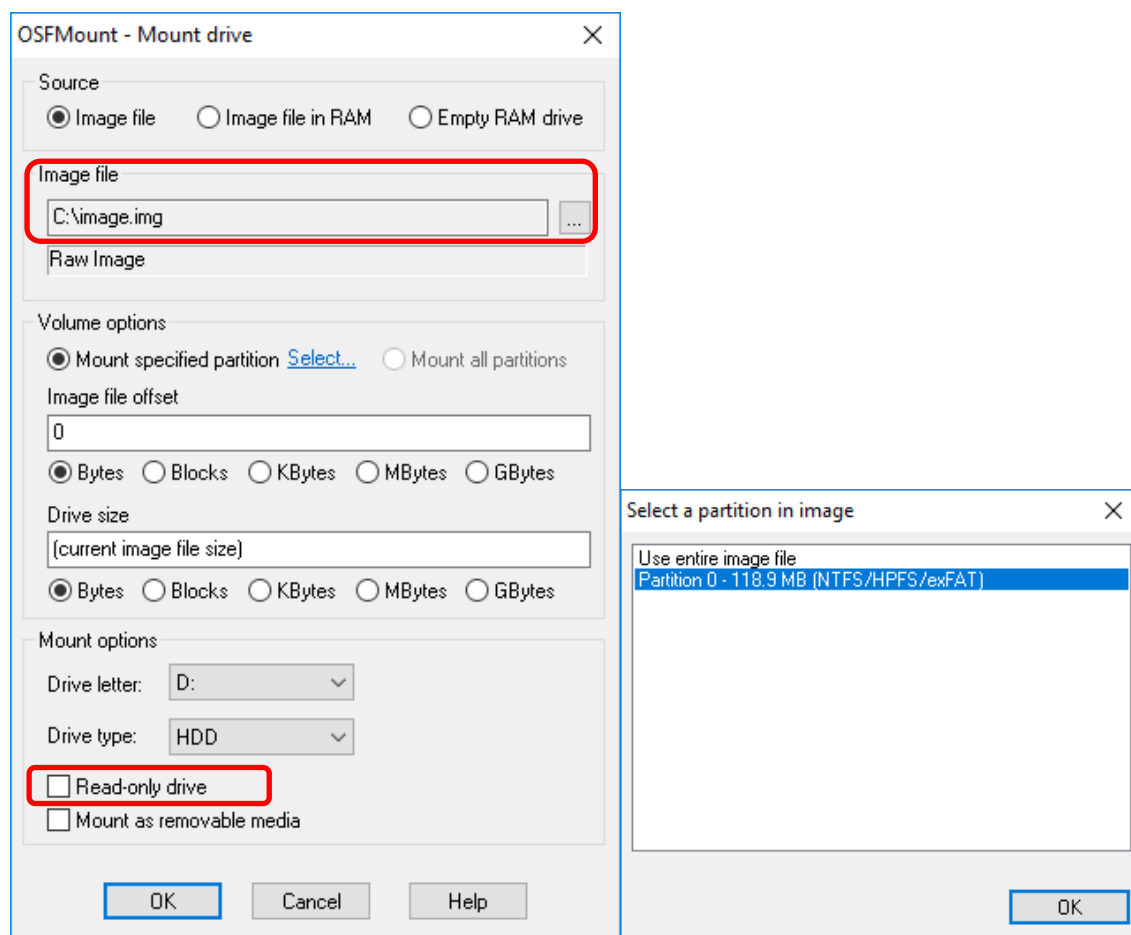 OSFMount - Mount drive
Source
Image file Image file in RAM Empty RAM drive
Image file
C:\image.img ...
Raw Image
Volume options
Mount specified partition Select... Mount all partitions
Image file offset
0
Bytes Blocks KBytes MBytes GBytes
Drive size
(current image file size)
Bytes Blocks KBytes MBytes GBytes
Mount options
Drive letter: D:
Drive type: HDD
Read-only drive
Mount as removable media
OK Cancel Help
Select a partition in image
Use entire image file
Partition 0 - 118.9 MB (NTFS/HPFS/exFAT)
OK